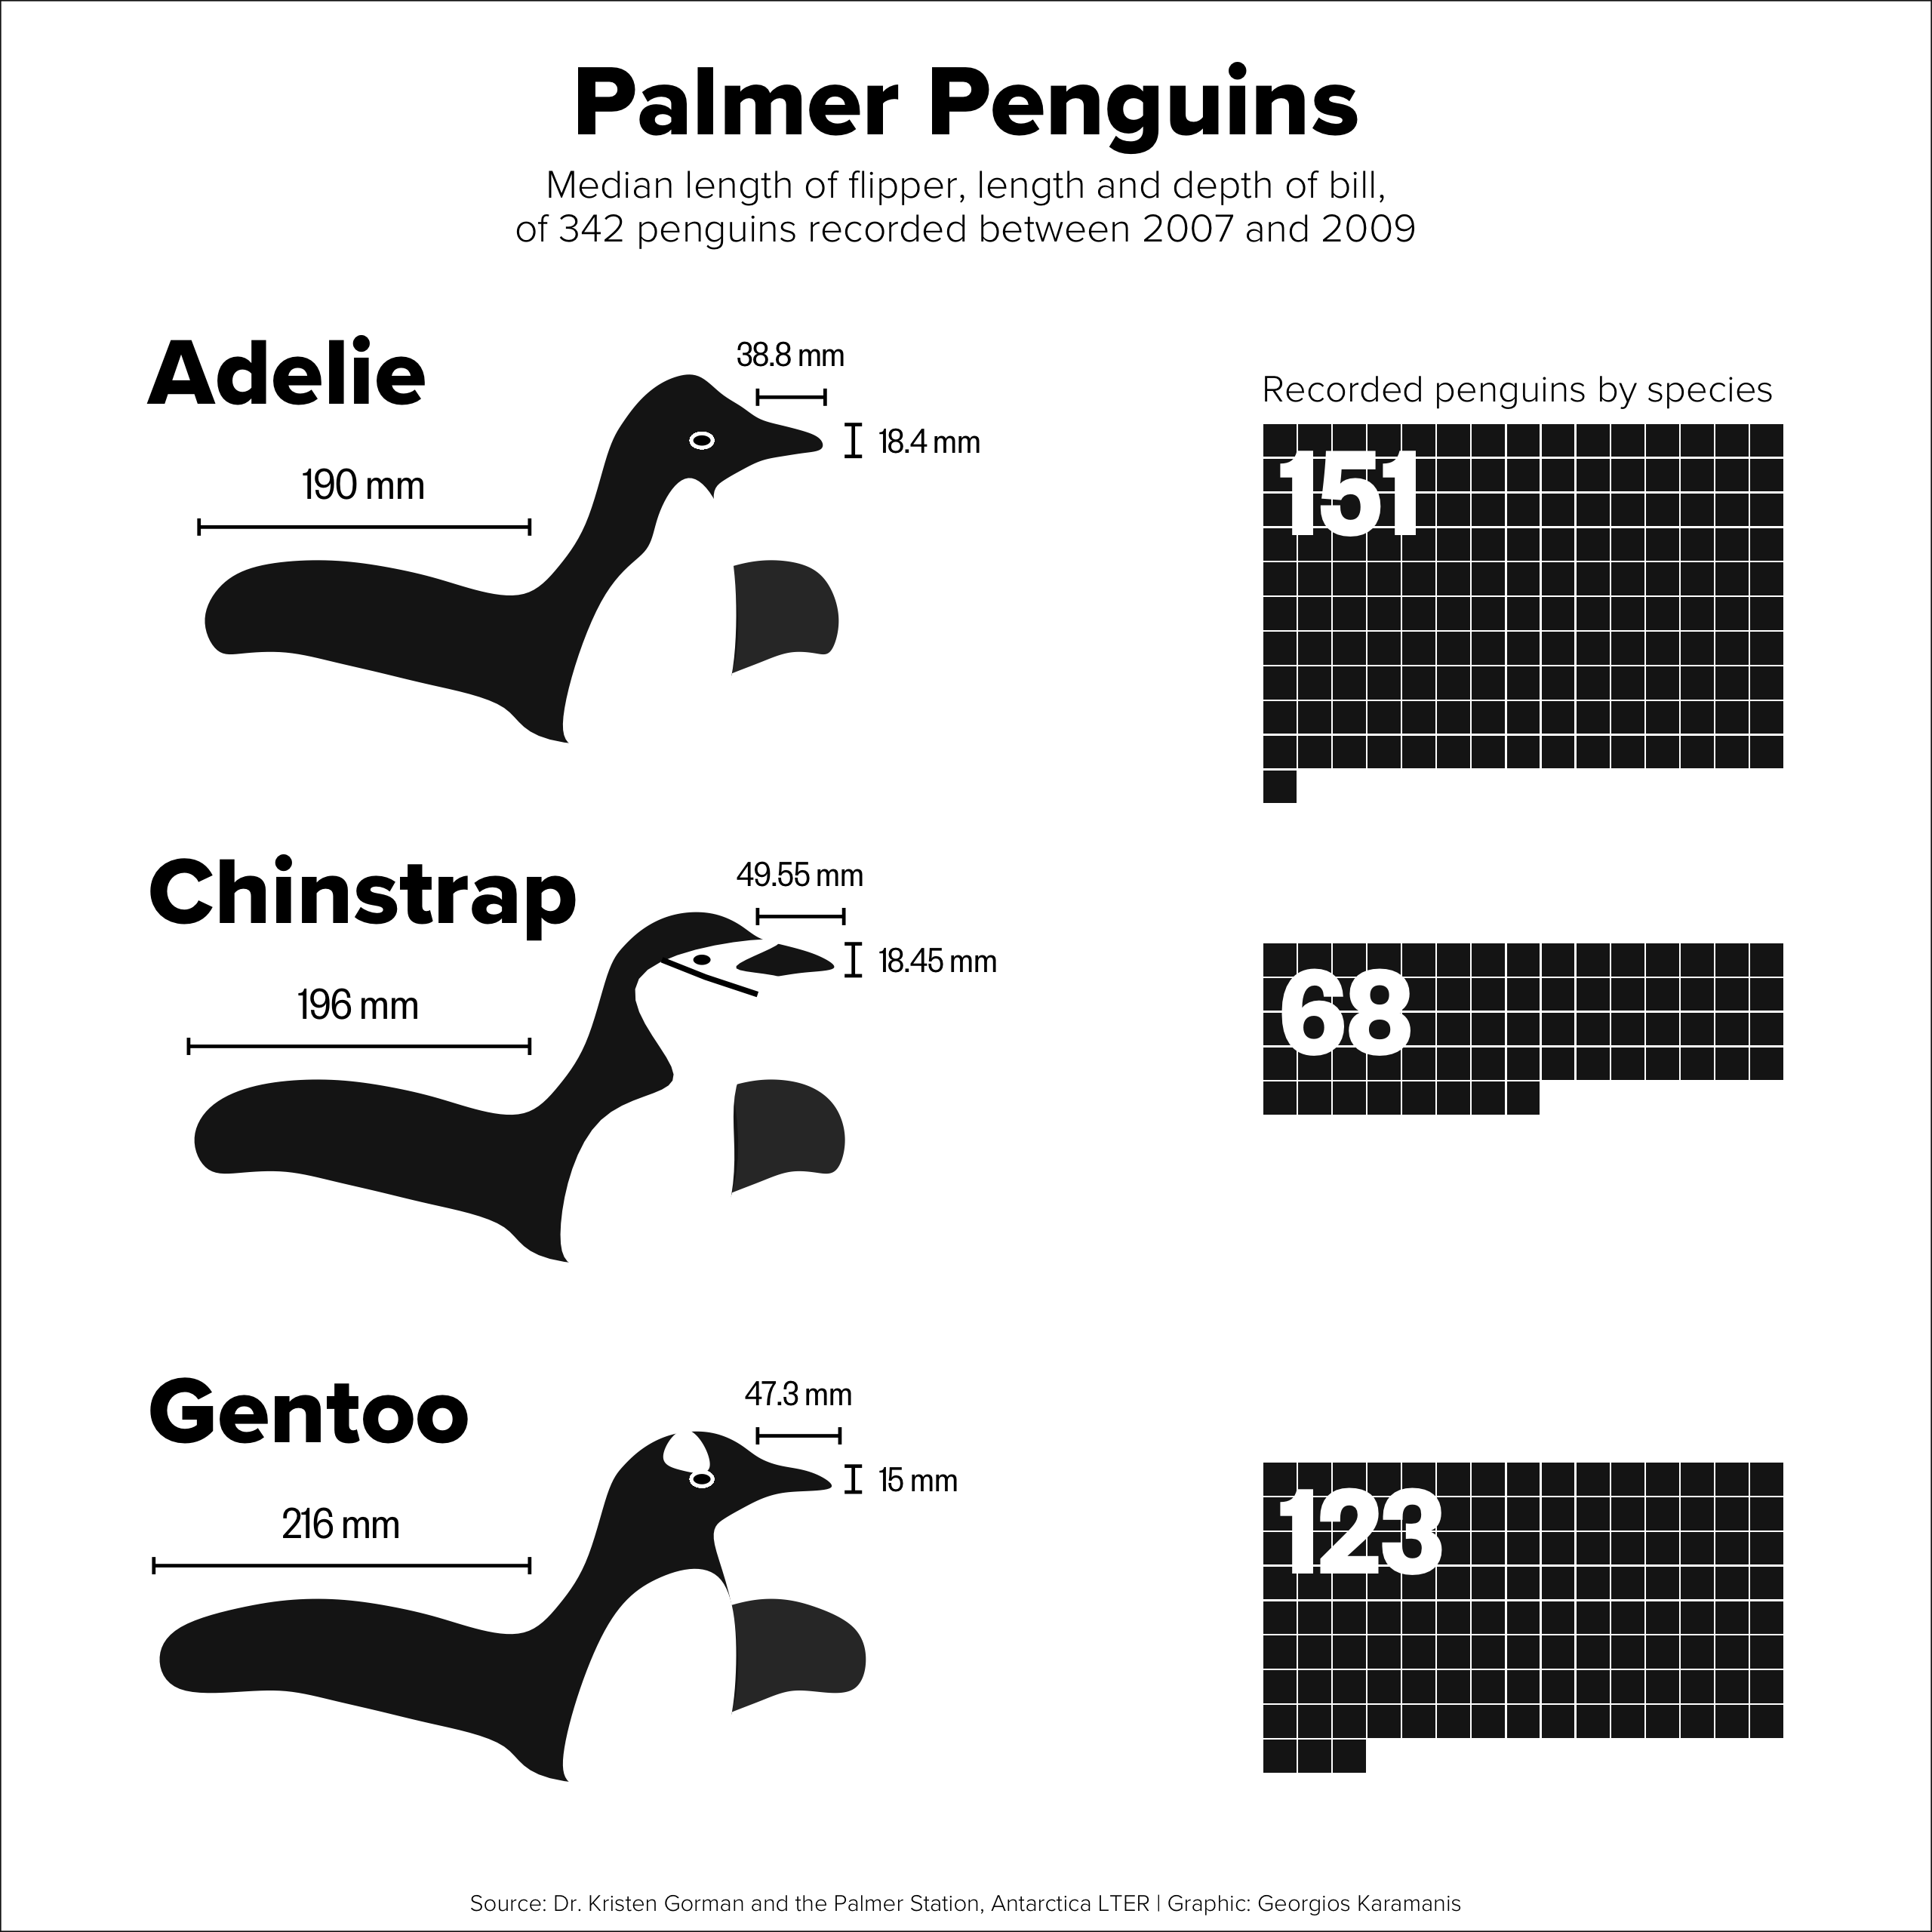 Palmer Penguins
Median length of flipper, length and depth of bill,
of 342 penguins recorded between 2007 and 2009
Adelie
38.8 mm
18.4 mm
190 mm
Recorded penguins by species
151
Chinstrap
49.55 mm
18.45 mm
196 mm
68
Gentoo
47.3 mm
15 mm
216 mm
123
Source: Dr. Kristen Gorman and the Palmer Station, Antarctica LTER | Graphic: Georgios Karamanis